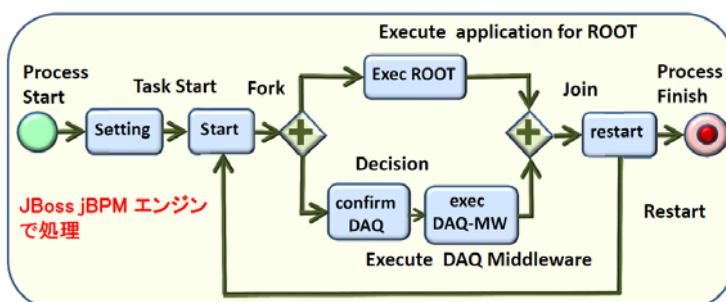 Execute application for ROOT
Process
Start
Task Start
Fork
Exec ROOT
Join
Process
Finish
Setting
Start
restart
Decision
confirm
DAQ
exec
DAQ-MW
JBoss jBPM エンジン
で処理
Restart
Execute DAQ Middleware